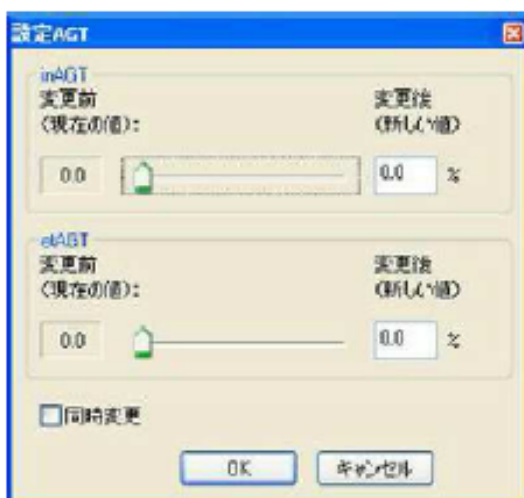 設定AGT
inAGT
変更前 変更後
(現在の値): (新しい値)
0.0 0.0 %
etAGT
変更前 変更後
(現在の値): (新しい値)
0.0 0.0 %
同時変更
OK キャンセル